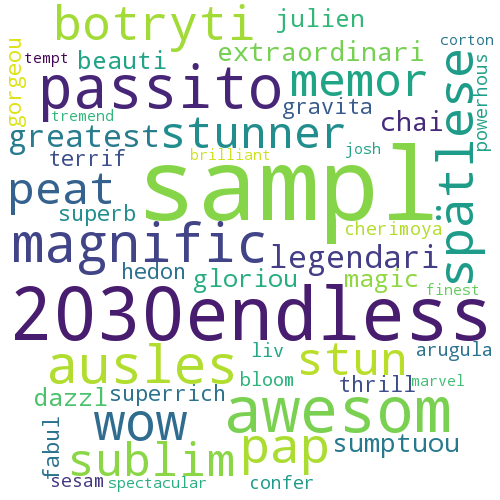 botryti
julien
corton
tempt
beauti
extraordinari
gorgeou
passito
memor
gravita
chai
powerhous
tremend
greatest
stunner
josh
terrif
brilliant
peat
sampl
spätlese
superb
cherimoya
magnific
legendari
hedon
gloriou
magic
finest
2030endless
ausles
stun
liv
arugula
bloom
thrill
marvel
dazzl
superrich
awesom
wow
pap
sumptuou
fabul
sublim
sesam
spectacular
confer